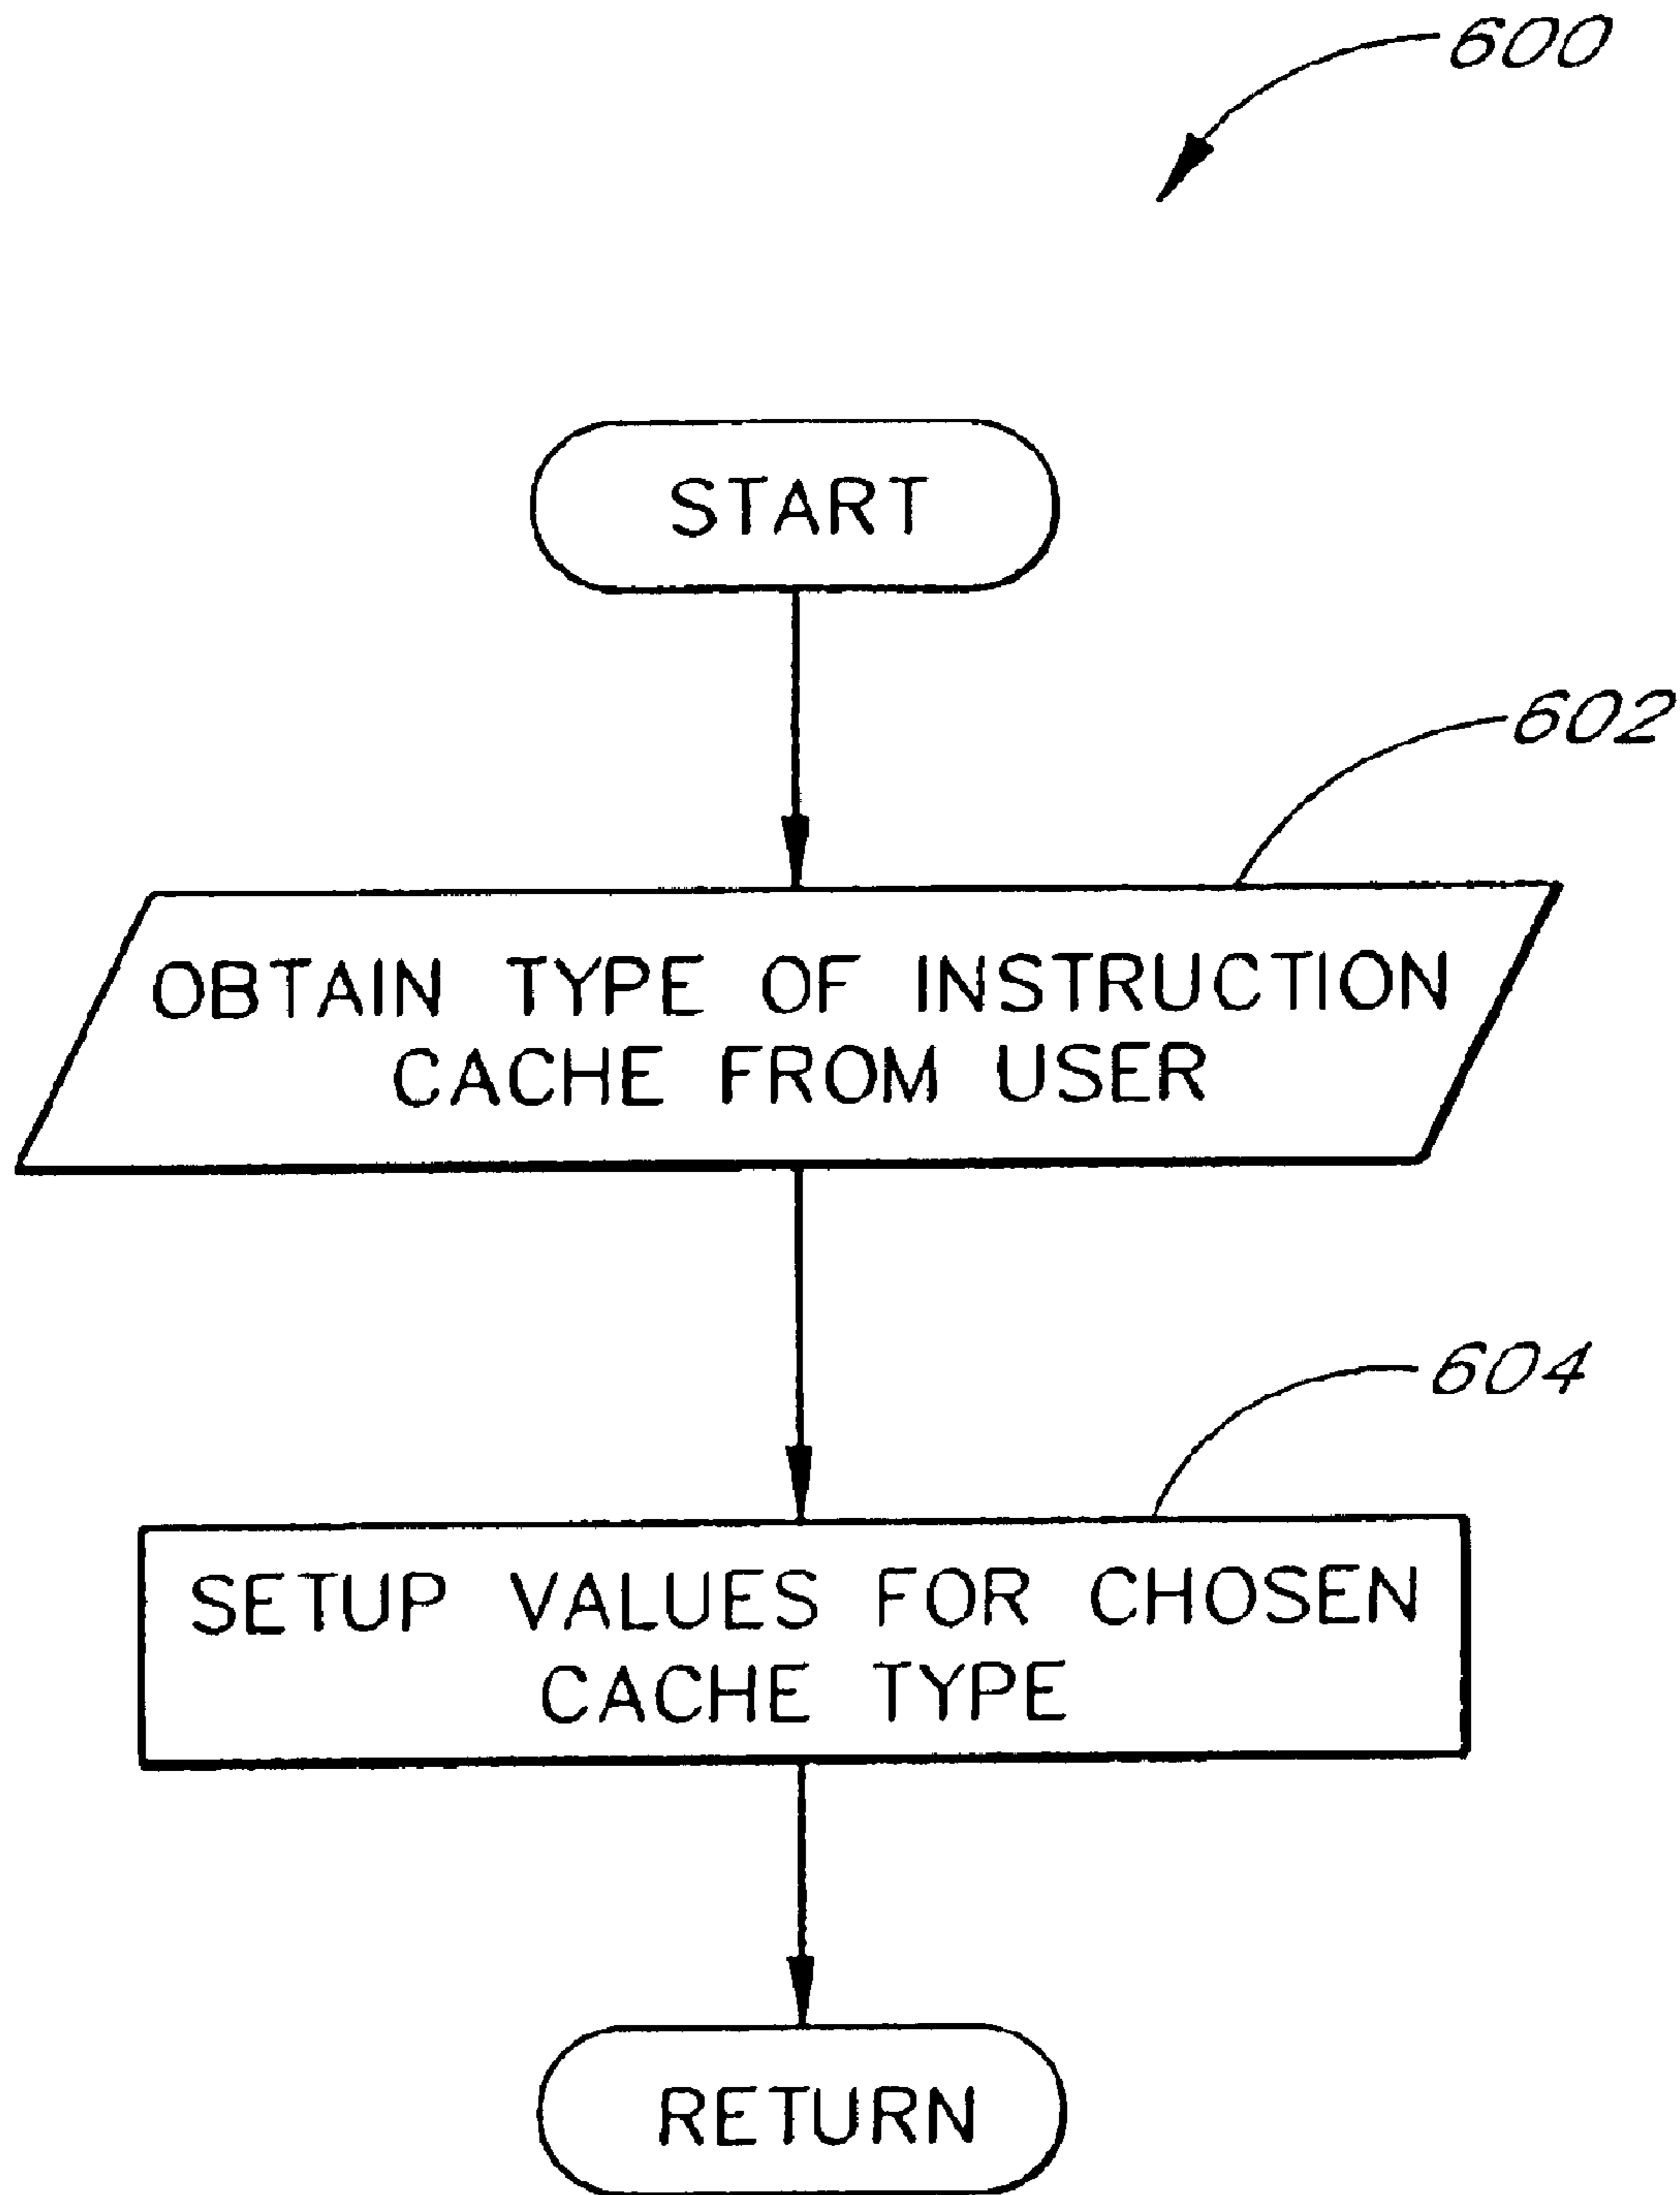 600
START
602
OBTAIN TYPE OF INSTRUCTION
CACHE FROM USER
604
SETUP VALUES FOR CHOSEN
CACHE TYPE
RETURN